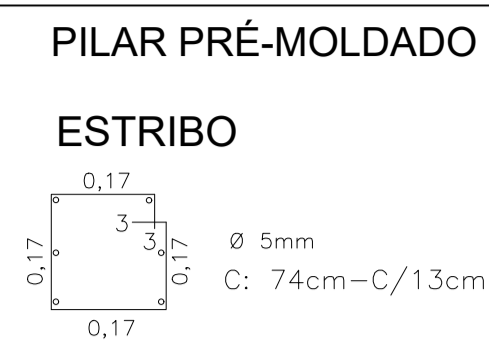 PILAR PRÉ-MOLDADO
ESTRIBO
0,17
3
3
0,17
0,17
Ø 5mm
C: 74cm-C/13cm
0,17